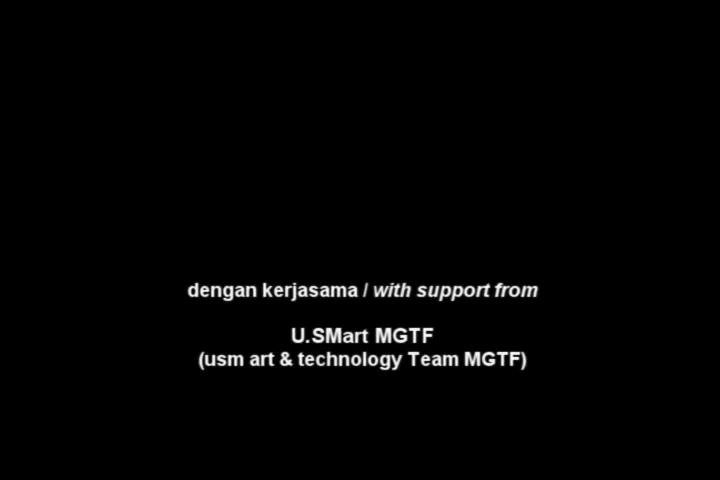 dengan kerjasama / with support from
U.SMart MGTF
(usm art & technology Team MGTF)